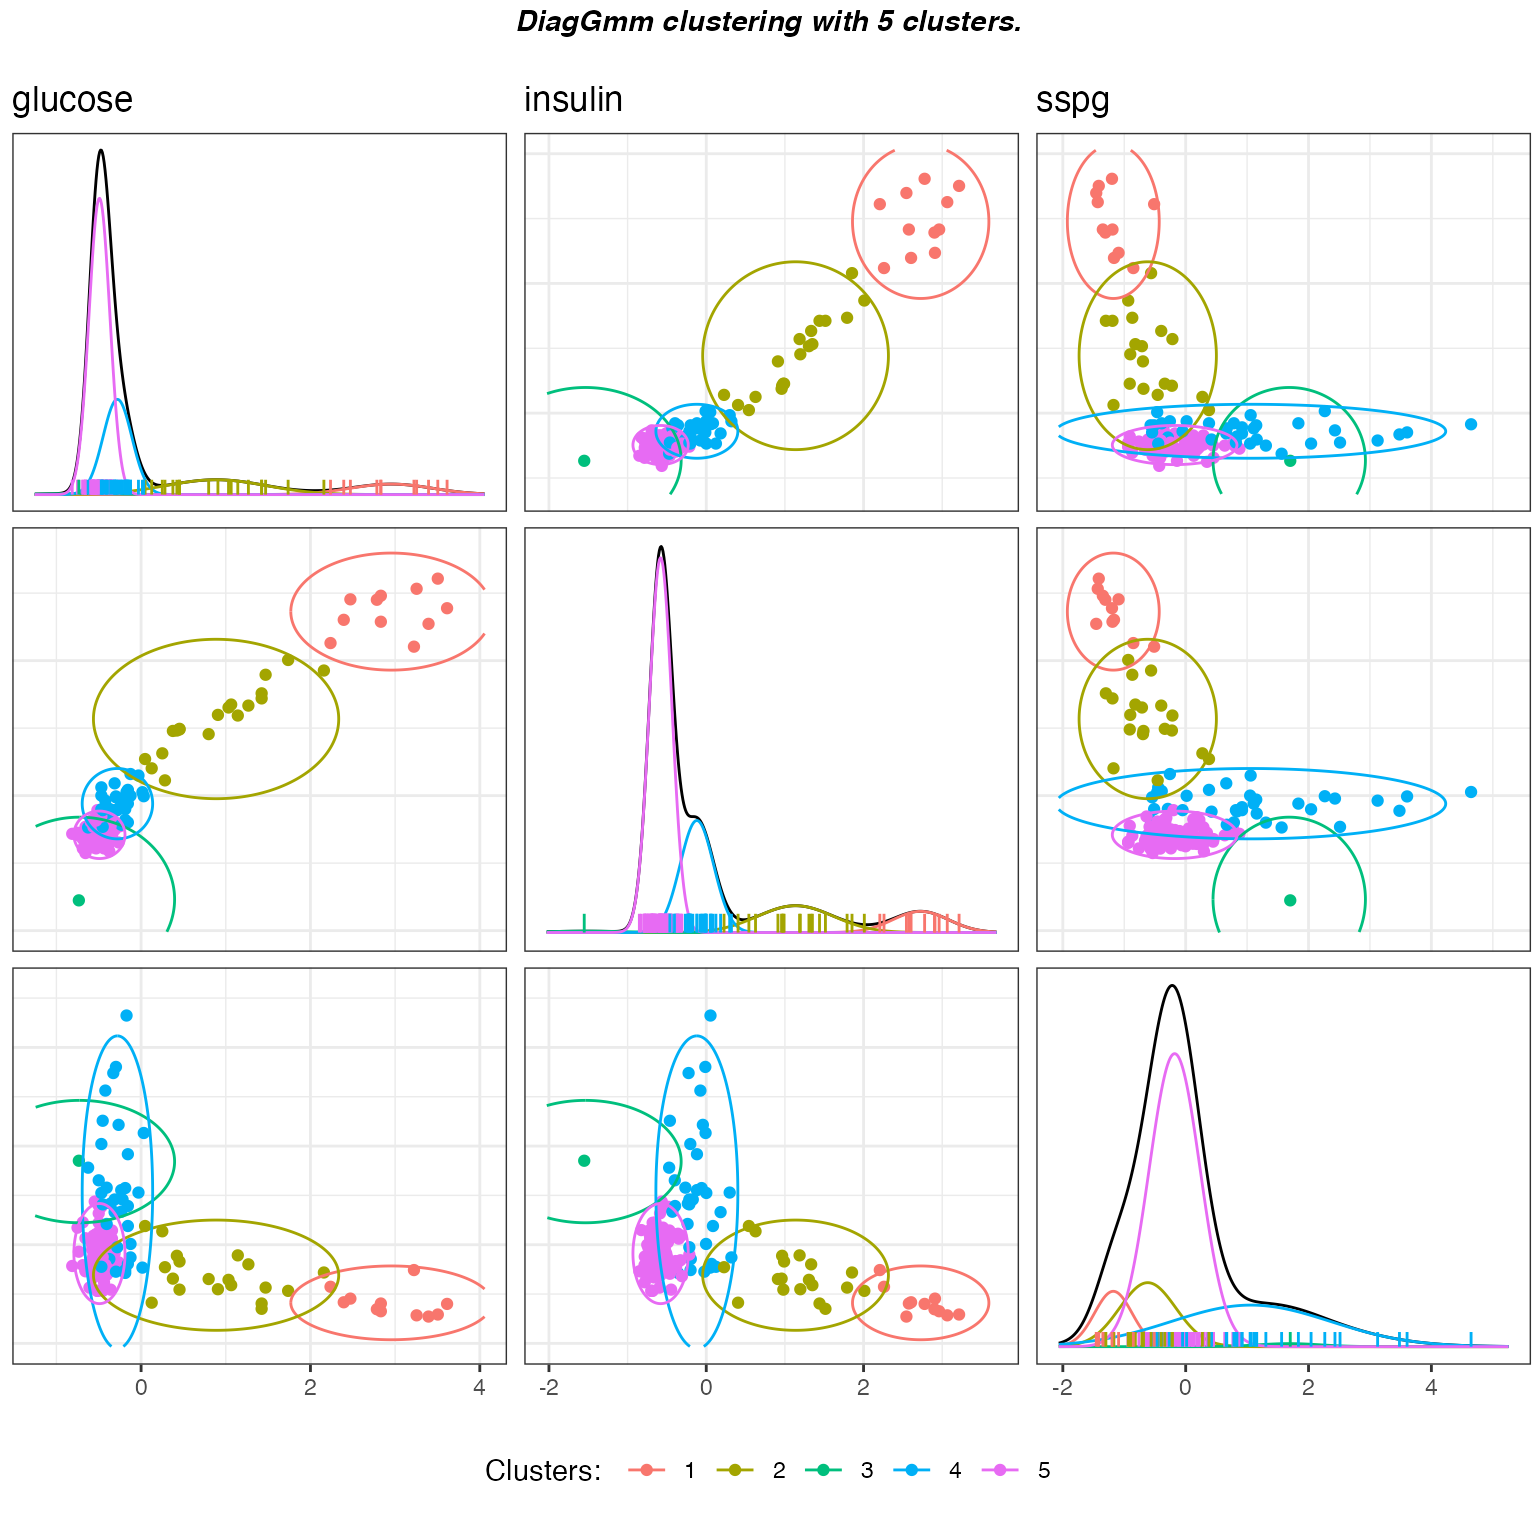 DiagGmm clustering with 5 clusters.
glucose insulin sspg
0 2 4 -2 0 2 -2 0 2 4
Clusters: 1 2 3 4 5